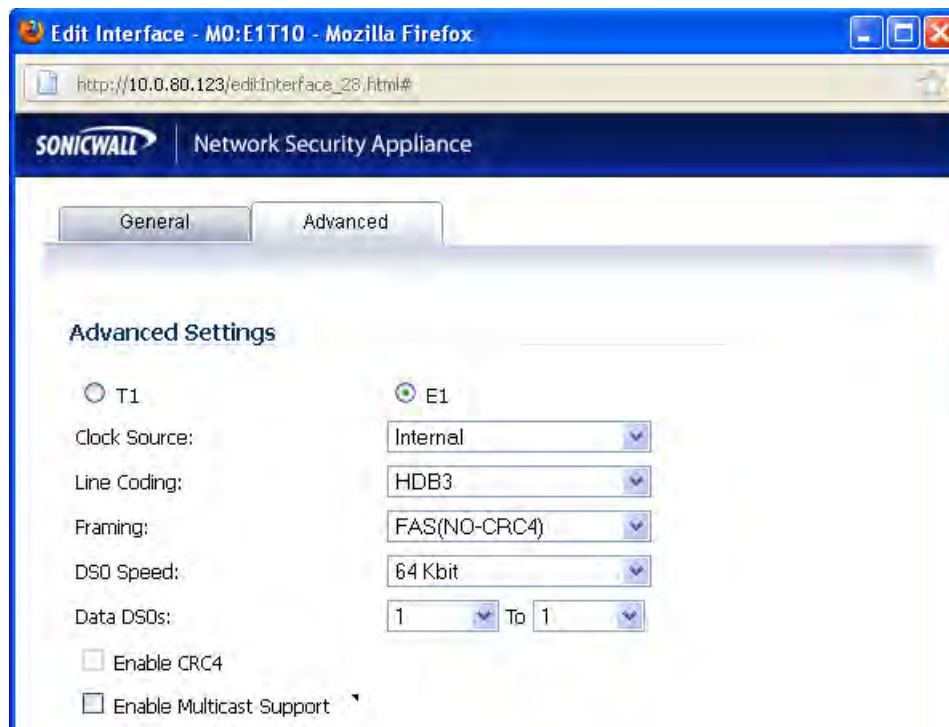 Edit Interface - M0:E1T10 - Mozilla Firefox
http://10.0.80.123/editInterface_28.html#
SONICWALL Network Security Appliance
General Advanced
Advanced Settings
T1 E1
Clock Source: Internal
Line Coding: HDB3
Framing: FAS(NO-CRC4)
DS0 Speed: 64 Kbit
Data DS0s: 1 To 1
Enable CRC4
Enable Multicast Support